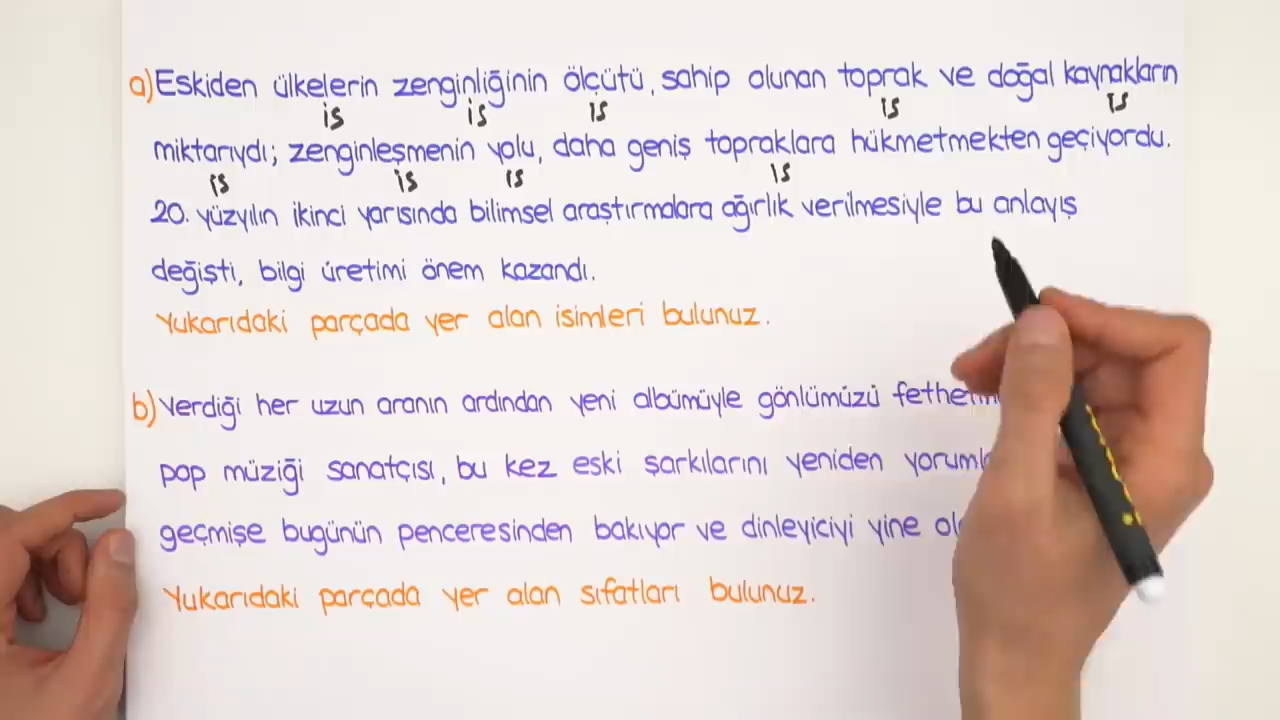 a) Eskiden ülkelerin zenginliğinin ölçütü, sahip olunan toprak ve doğal kaynakların
is is is is is
miktarıydı; zenginleşmenin yolu, daha geniş topraklara hükmetmekten geçiyordu.
is is is is
20. yüzyılın ikinci yarısında bilimsel araştırmalara ağırlık verilmesiyle bu anlayış
değişti, bilgi üretimi önem kazandı.
Yukarıdaki parçada yer alan isimleri bulunuz.
b) Verdiği her uzun aranın ardından yeni albümüyle gönlümüzü
pop müziği sanatçısı, bu kez eski şarkılarını yeniden
geçmişe bugünün penceresinden bakıyor ve dinleyiciyi yine
Yukarıdaki parçada yer alan sıfatları bulunuz.